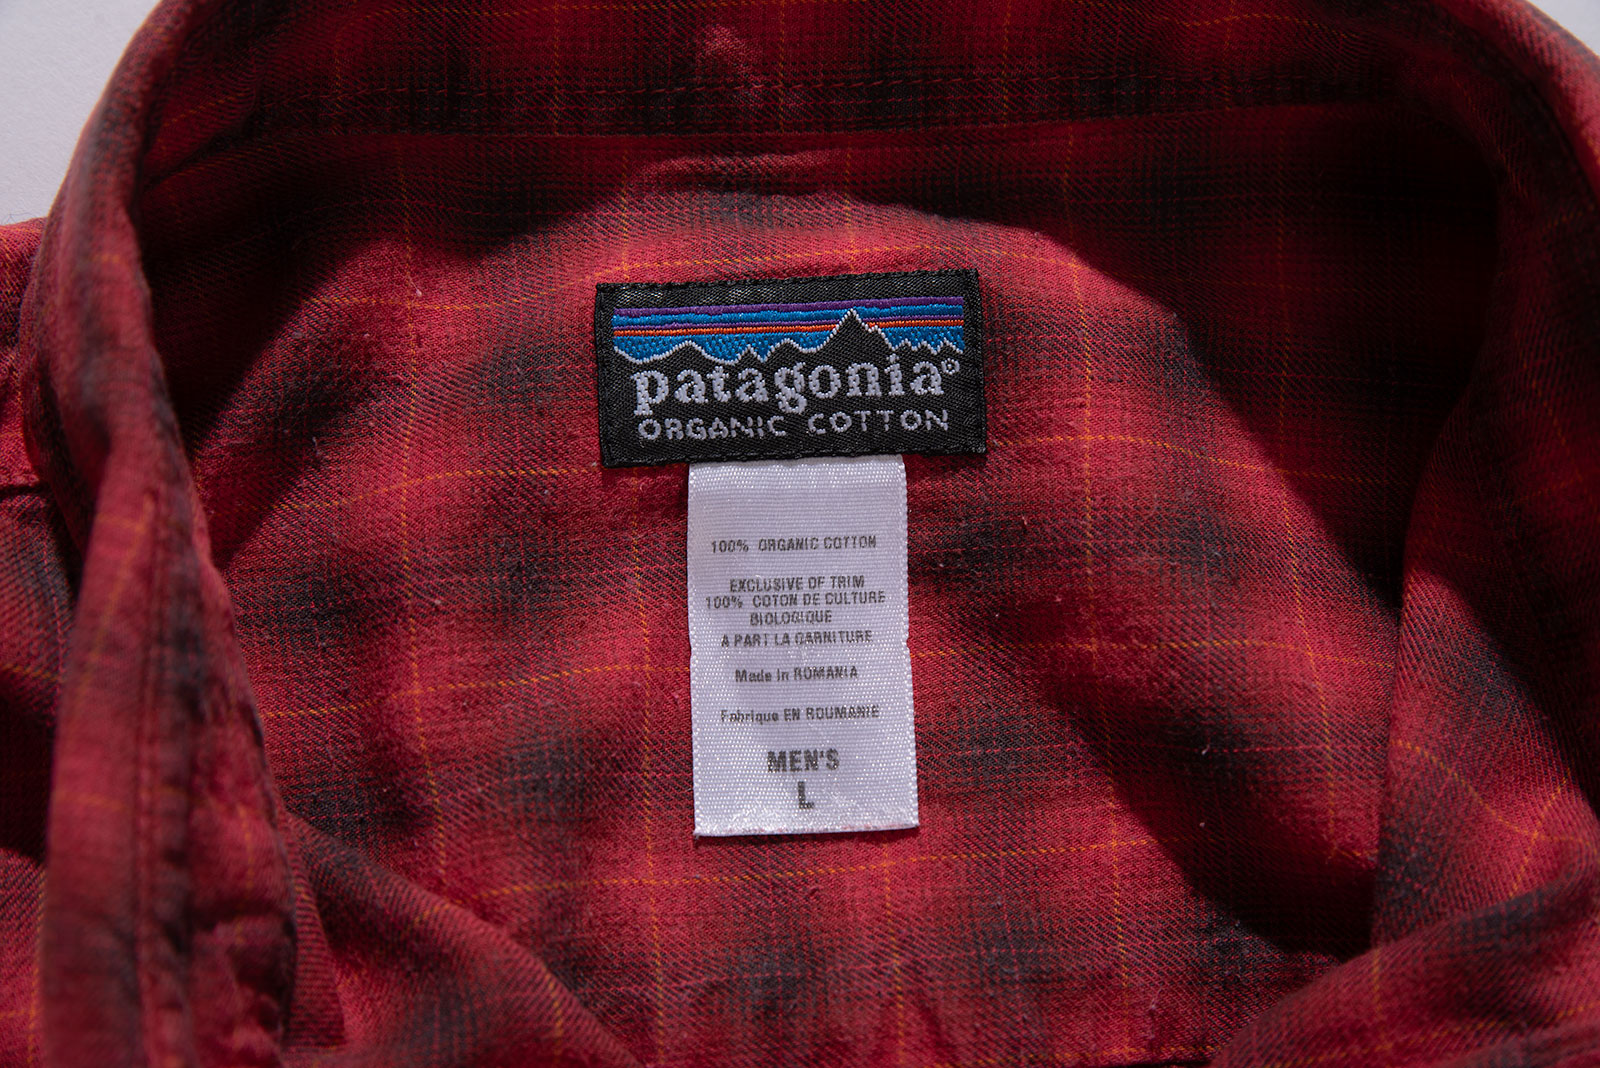 patagonia®
ORGANIC COTTON
100% ORGANIC COTTON
EXCLUSIVE OF TRIM
100% COTON DE CULTURE
BIOLOGIQUE
A PART LA GARNITURE
Made in ROMANIA
Fabrique EN ROUMANIE
MEN'S
L